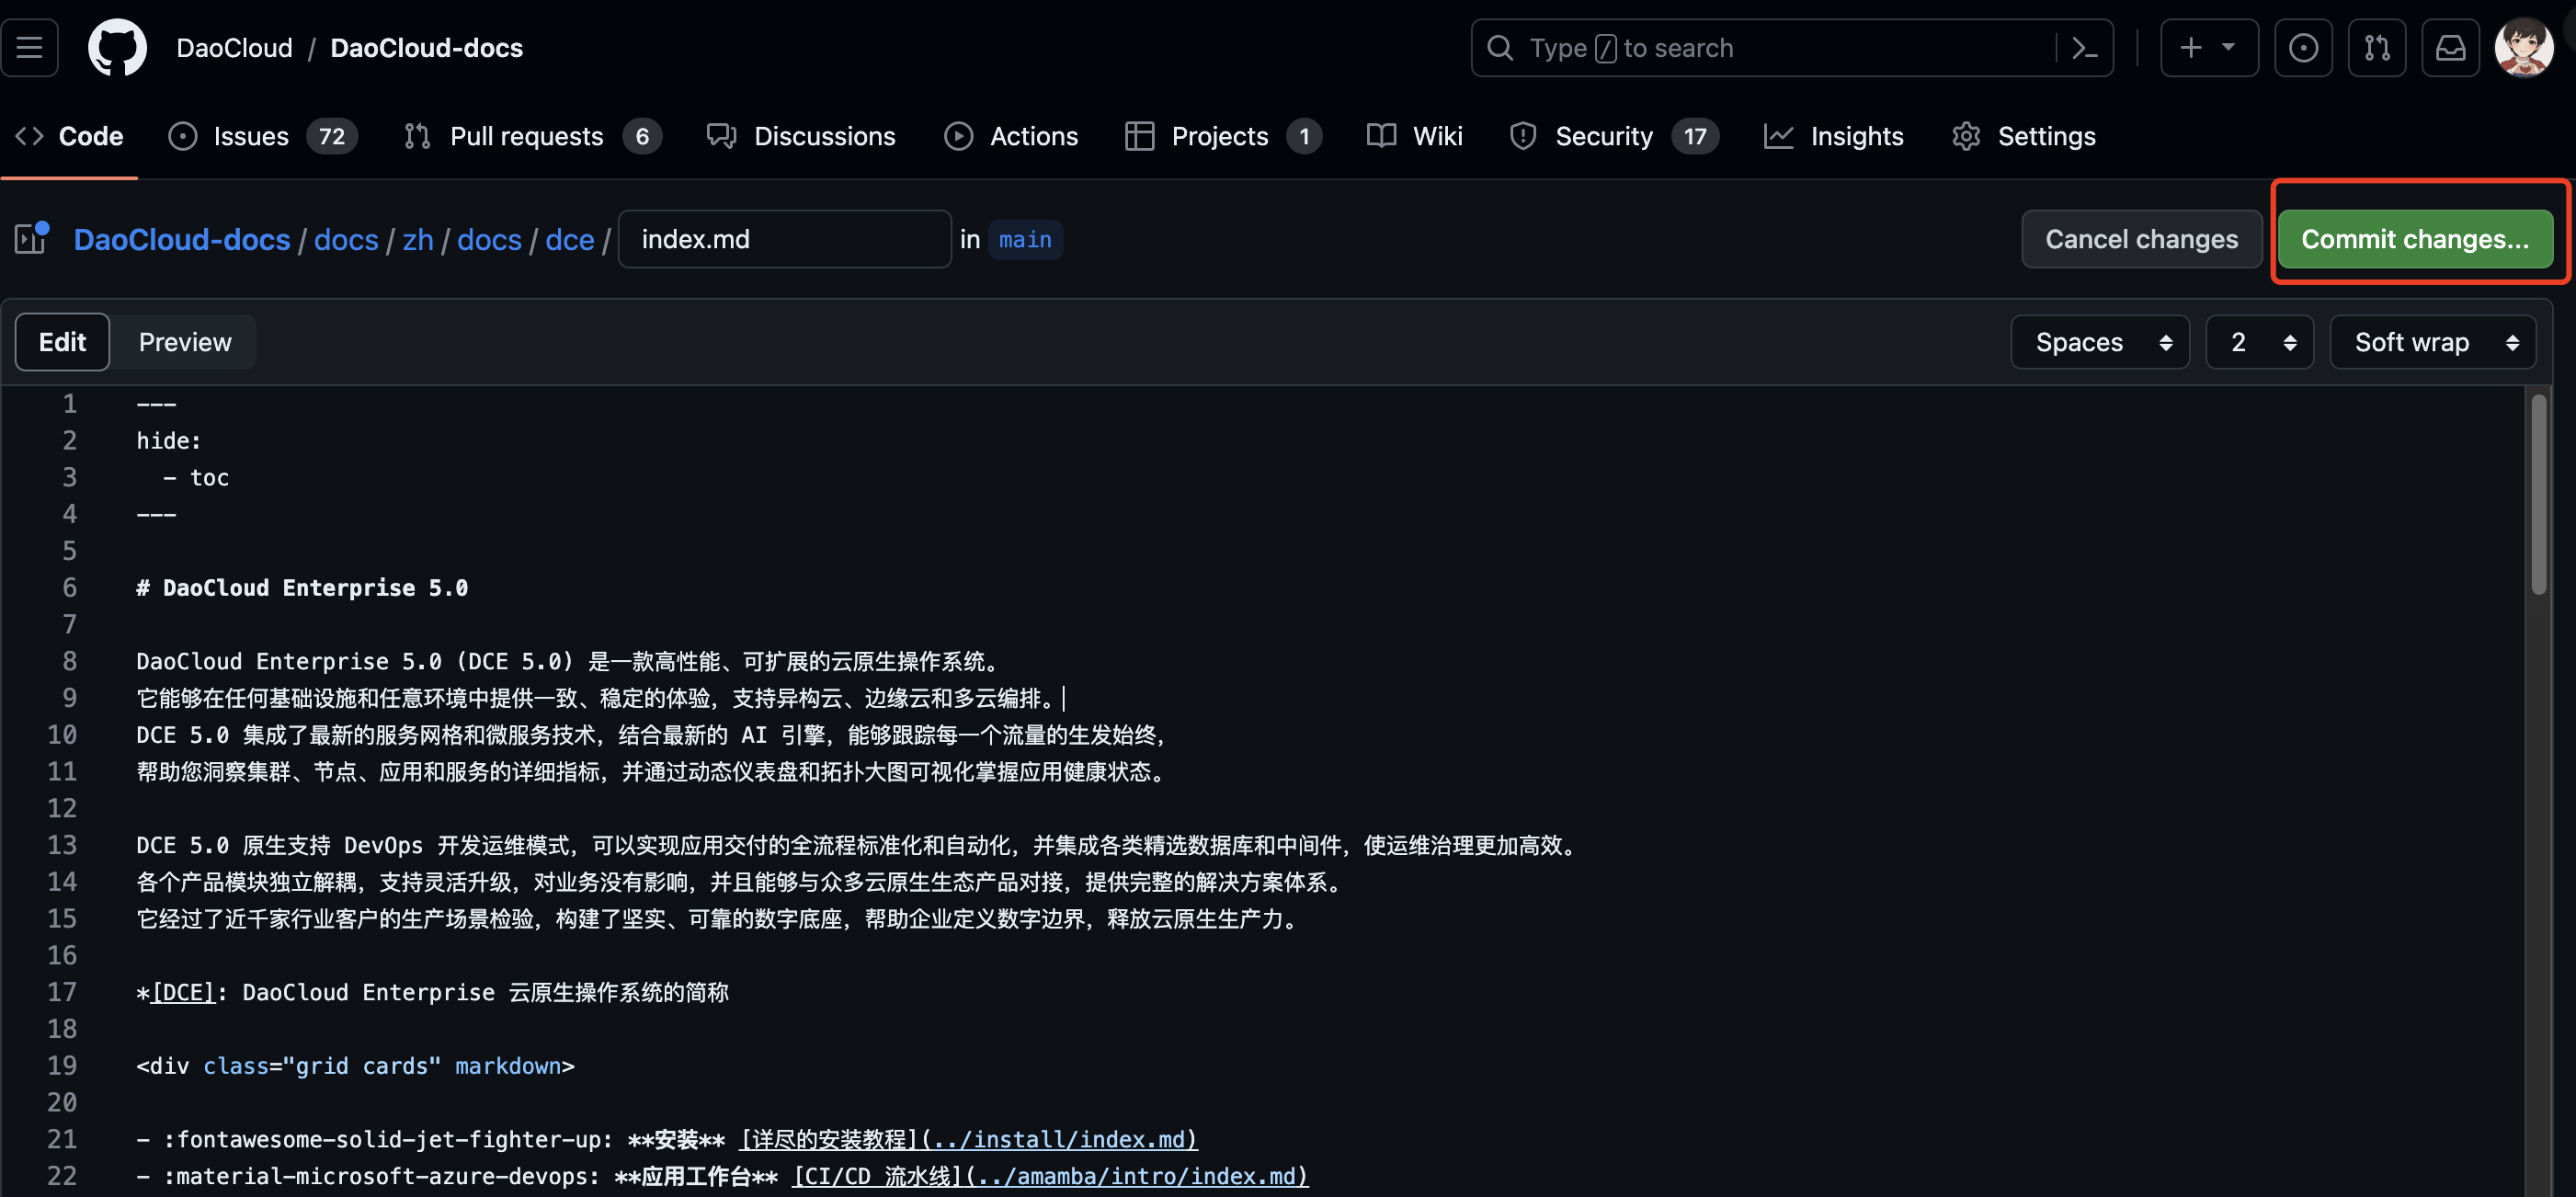 DaoCloud / DaoCloud-docs
Type / to search
Code
Issues 72
Pull requests 6
Discussions
Actions
Projects 1
Wiki
Security 17
Insights
Settings
DaoCloud-docs / docs / zh / docs / dce / index.md in main
Cancel changes
Commit changes...
Edit
Preview
Spaces
2
Soft wrap
1 ---
2 hide:
3   - toc
4 ---
5
6 # DaoCloud Enterprise 5.0
7
8 DaoCloud Enterprise 5.0 (DCE 5.0) 是一款高性能、可扩展的云原生操作系统。
9 它能够在任何基础设施和任意环境中提供一致、稳定的体验，支持异构云、边缘云和多云编排。
10 DCE 5.0 集成了最新的服务网格和微服务技术，结合最新的 AI 引擎，能够跟踪每一个流量的生发始终，
11 帮助您洞察集群、节点、应用和服务的详细指标，并通过动态仪表盘和拓扑大图可视化掌握应用健康状态。
12
13 DCE 5.0 原生支持 DevOps 开发运维模式，可以实现应用交付的全流程标准化和自动化，并集成各类精选数据库和中间件，使运维治理更加高效。
14 各个产品模块独立解耦，支持灵活升级，对业务没有影响，并且能够与众多云原生生态产品对接，提供完整的解决方案体系。
15 它经过了近千家行业客户的生产场景检验，构建了坚实、可靠的数字底座，帮助企业定义数字边界，释放云原生生产力。
16
17 *[DCE]: DaoCloud Enterprise 云原生操作系统的简称
18
19 <div class="grid cards" markdown>
20
21 - :fontawesome-solid-jet-fighter-up: **安装** [详尽的安装教程](../install/index.md)
22 - :material-microsoft-azure-devops: **应用工作台** [CI/CD 流水线](../amamba/intro/index.md)